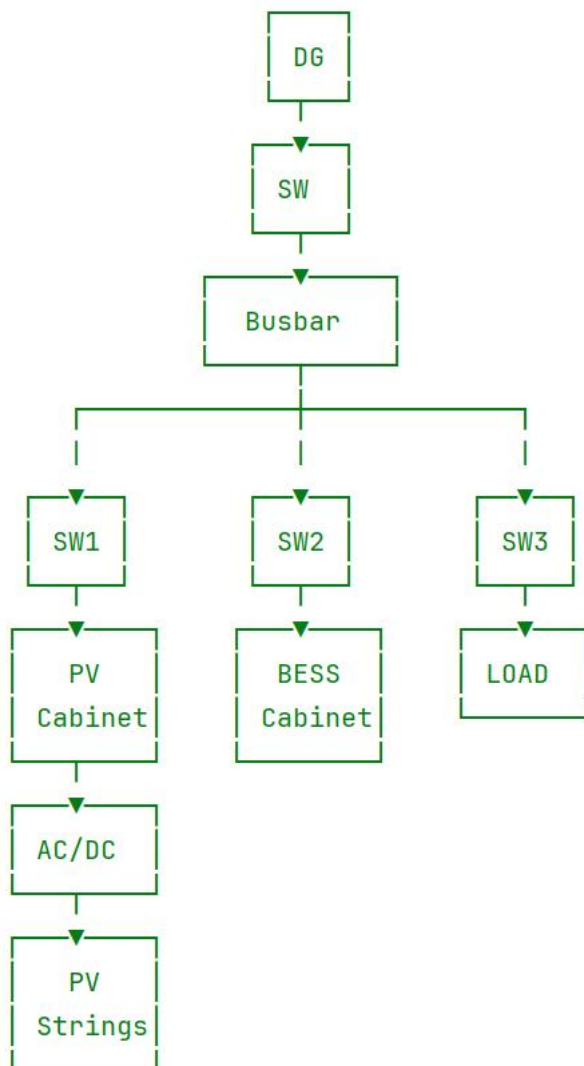 DG
SW
Busbar
SW1
SW2
SW3
PV
Cabinet
BESS
Cabinet
LOAD
AC/DC
PV
Strings